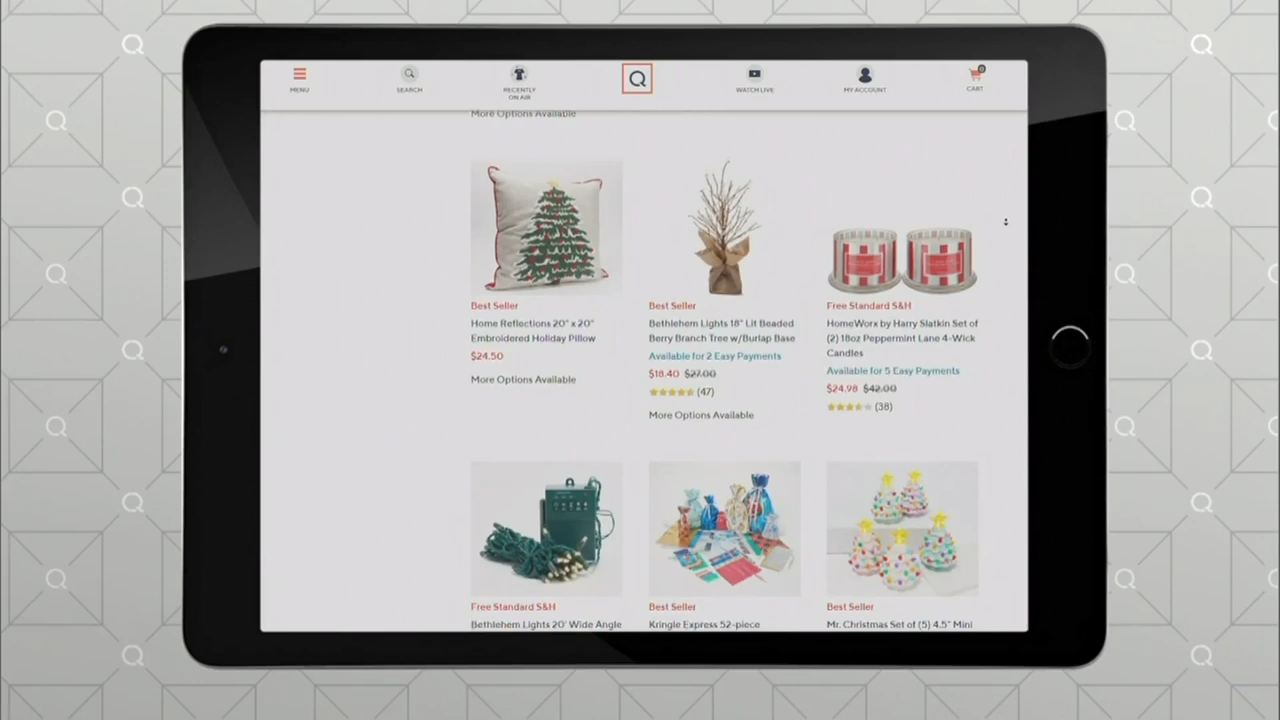 MENU
SEARCH
RECENTLY
ON AIR
Q
WATCH LIVE
MY ACCOUNT
0
CART
More Options Available
Best Seller
Home Reflections 20" x 20"
Embroidered Holiday Pillow
$24.50
More Options Available
Best Seller
Bethlehem Lights 18" Lit Beaded
Berry Branch Tree w/Burlap Base
Available for 2 Easy Payments
$18.40 $27.00
(47)
More Options Available
Free Standard S&H
HomeWorx by Harry Slatkin Set of
(2) 18oz Peppermint Lane 4-Wick
Candles
Available for 5 Easy Payments
$24.98 $42.00
(38)
Free Standard S&H
Bethlehem Lights 20' Wide Angle
Best Seller
Kringle Express 52-piece
Best Seller
Mr. Christmas Set of (5) 4.5" Mini